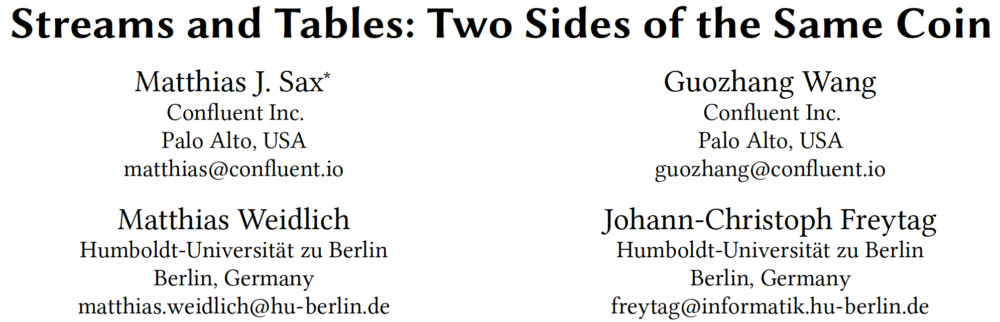 Streams and Tables: Two Sides of the Same Coin
Matthias J. Sax*
Confluent Inc.
Palo Alto, USA
matthias@confluent.io
Guozhang Wang
Confluent Inc.
Palo Alto, USA
guozhang@confluent.io
Matthias Weidlich
Humboldt-Universität zu Berlin
Berlin, Germany
matthias.weidlich@hu-berlin.de
Johann-Christoph Freytag
Humboldt-Universität zu Berlin
Berlin, Germany
freytag@informatik.hu-berlin.de